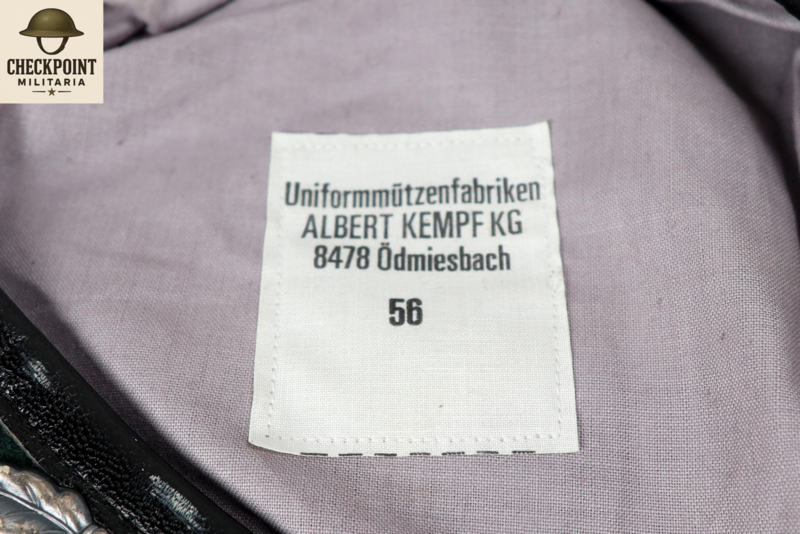 CHECKPOINT
MILITARIA
Uniformmützenfabriken
ALBERT KEMPF KG
8478 Ödmiesbach
56